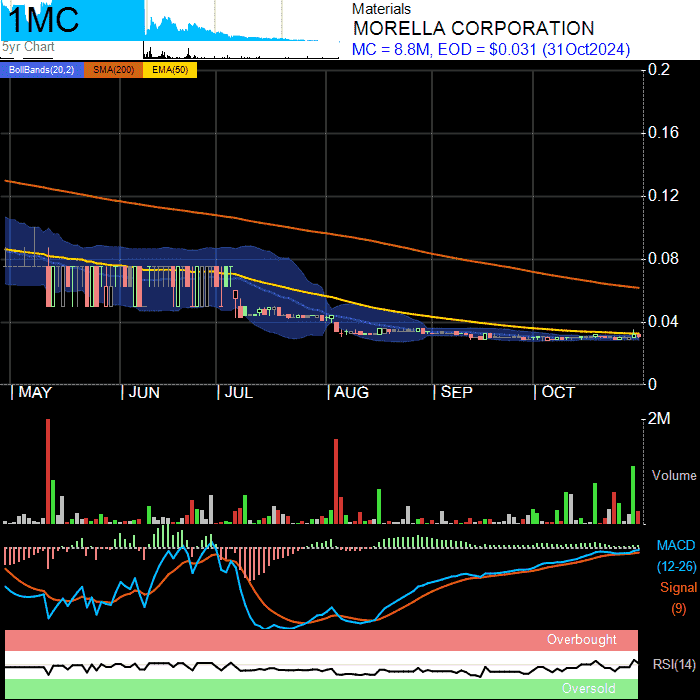 1MC
5yr Chart
Materials
MORELLA CORPORATION
MC = 8.8M, EOD = $0.031 (31Oct2024)
BollBands(20,2) SMA(200) EMA(50)
0.2
0.16
0.12
0.08
0.04
0
MAY JUN JUL AUG SEP OCT
2M
Volume
MACD
(12-26)
Signal
(9)
Overbought
RSI(14)
Oversold